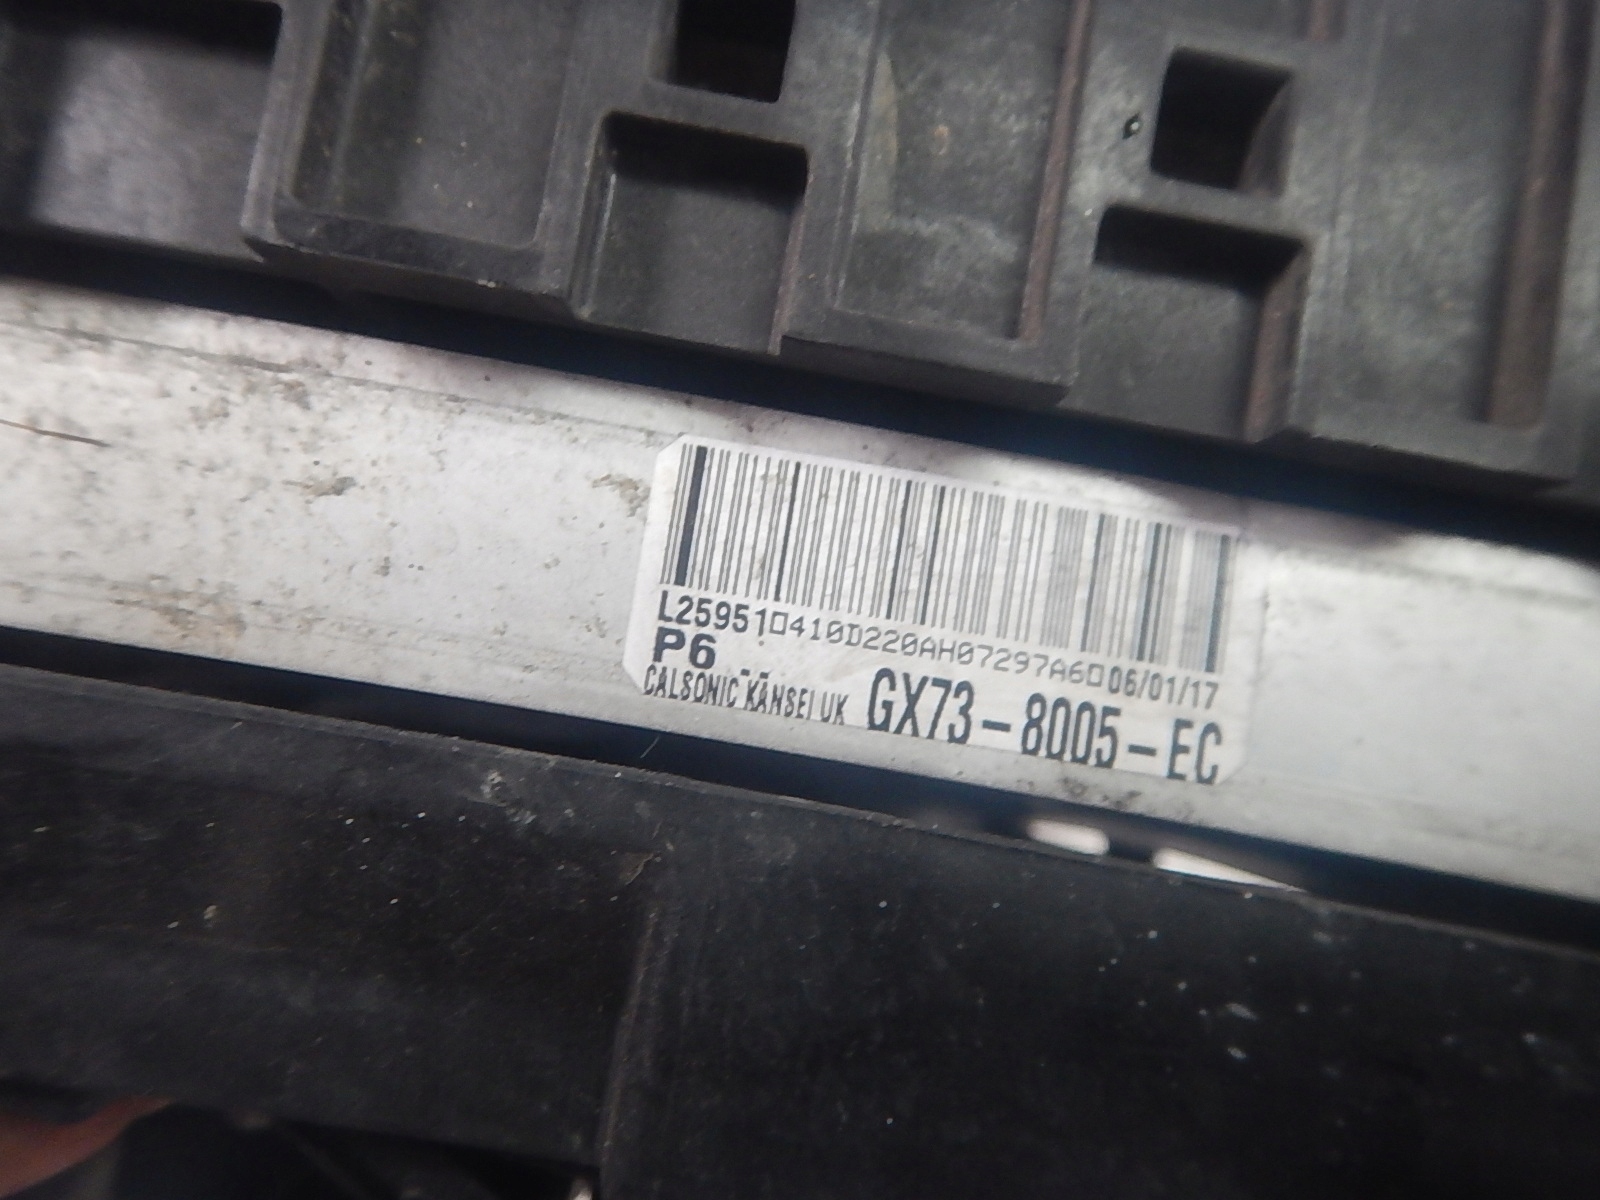 L25951▯410D220AH07297A6▯06/01/17
P6
CALSONIC KANSEI UK GX73-8005-EC